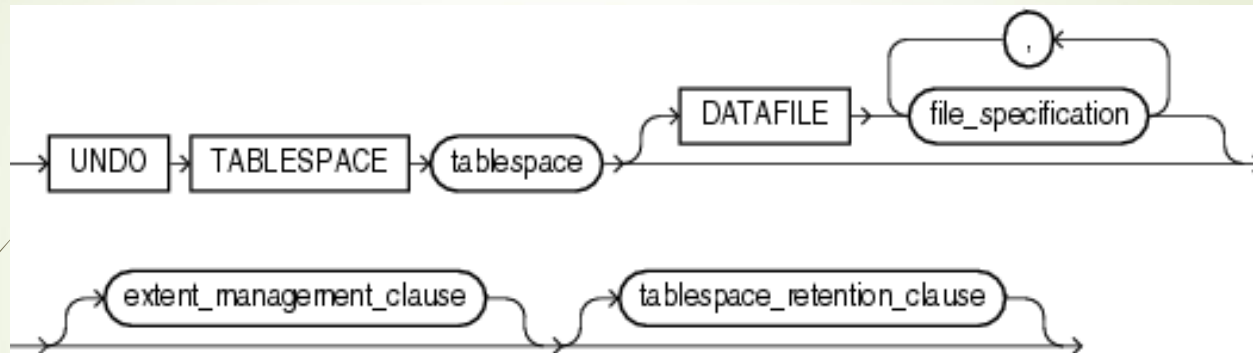 ,
DATAFILE file_specification
UNDO TABLESPACE tablespace
extent_management_clause tablespace_retention_clause